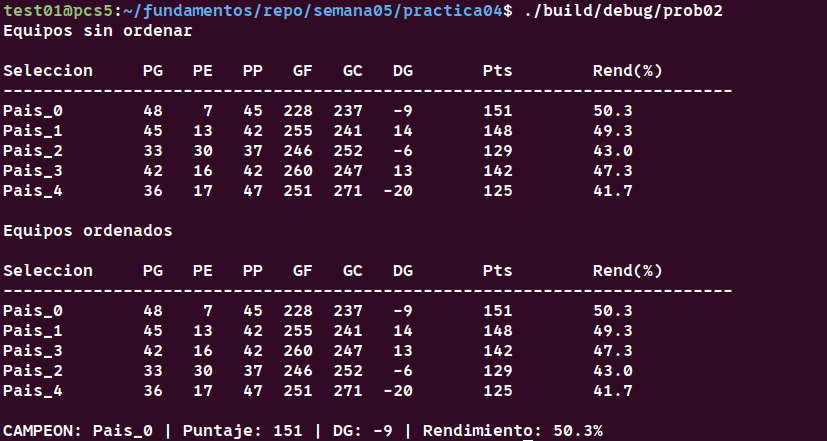 test01@pcs5:~/fundamentos/repo/semana05/practica04$ ./build/debug/prob02
Equipos sin ordenar
Seleccion PG PE PP GF GC DG Pts Rend(%)
-------------------------------------------------------------------------
Pais_0 48 7 45 228 237 -9 151 50.3
Pais_1 45 13 42 255 241 14 148 49.3
Pais_2 33 30 37 246 252 -6 129 43.0
Pais_3 42 16 42 260 247 13 142 47.3
Pais_4 36 17 47 251 271 -20 125 41.7
Equipos ordenados
Seleccion PG PE PP GF GC DG Pts Rend(%)
-------------------------------------------------------------------------
Pais_0 48 7 45 228 237 -9 151 50.3
Pais_1 45 13 42 255 241 14 148 49.3
Pais_3 42 16 42 260 247 13 142 47.3
Pais_2 33 30 37 246 252 -6 129 43.0
Pais_4 36 17 47 251 271 -20 125 41.7
CAMPEON: Pais_0 | Puntaje: 151 | DG: -9 | Rendimiento: 50.3%